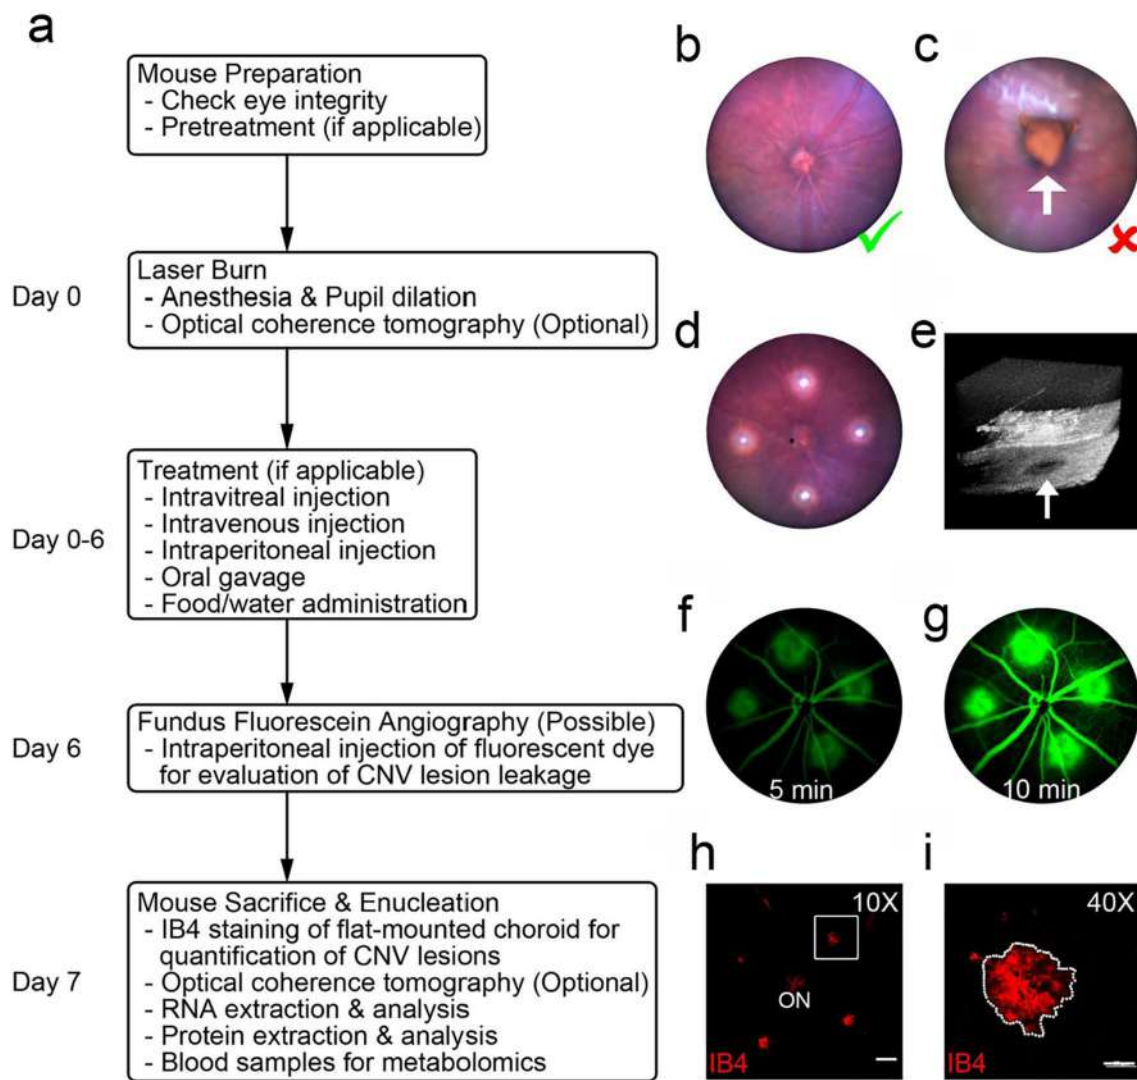 a
Mouse Preparation
- Check eye integrity
- Pretreatment (if applicable)
Day 0
Laser Burn
- Anesthesia & Pupil dilation
- Optical coherence tomography (Optional)
Day 0-6
Treatment (if applicable)
- Intravitreal injection
- Intravenous injection
- Intraperitoneal injection
- Oral gavage
- Food/water administration
Day 6
Fundus Fluorescein Angiography (Possible)
- Intraperitoneal injection of fluorescent dye
for evaluation of CNV lesion leakage
Day 7
Mouse Sacrifice & Enucleation
- IB4 staining of flat-mounted choroid for
quantification of CNV lesions
- Optical coherence tomography (Optional)
- RNA extraction & analysis
- Protein extraction & analysis
- Blood samples for metabolomics
b
c
d
e
f
5 min
g
10 min
h
10X
ON
IB4
i
40X
IB4